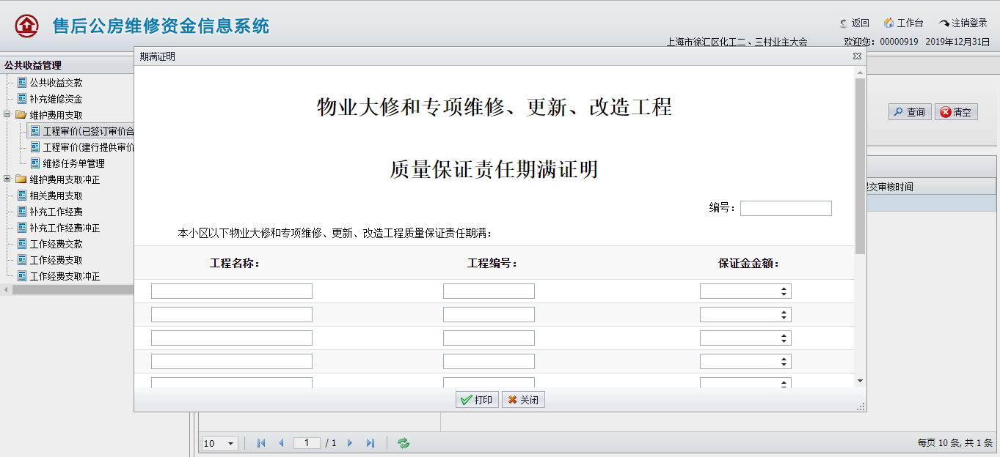 售后公房维修资金信息系统
返回 工作台 注销登录
上海市徐汇区化工二、三村业主大会 欢迎您：00000919 2019年12月31日
公共收益管理
公共收益交款
补充维修资金
维护费用支取
工程审价(已签订审价合
工程审价(建行提供审价
维修任务单管理
维护费用支取冲正
相关费用支取
补充工作经费
补充工作经费冲正
工作经费交款
工作经费支取
工作经费支取冲正
期满证明
物业大修和专项维修、更新、改造工程
质量保证责任期满证明
编号：
本小区以下物业大修和专项维修、更新、改造工程质量保证责任期满：
工程名称： 工程编号： 保证金金额：
打印 关闭
查询 清空
交审核时间
10 1 / 1 每页 10 条, 共 1 条